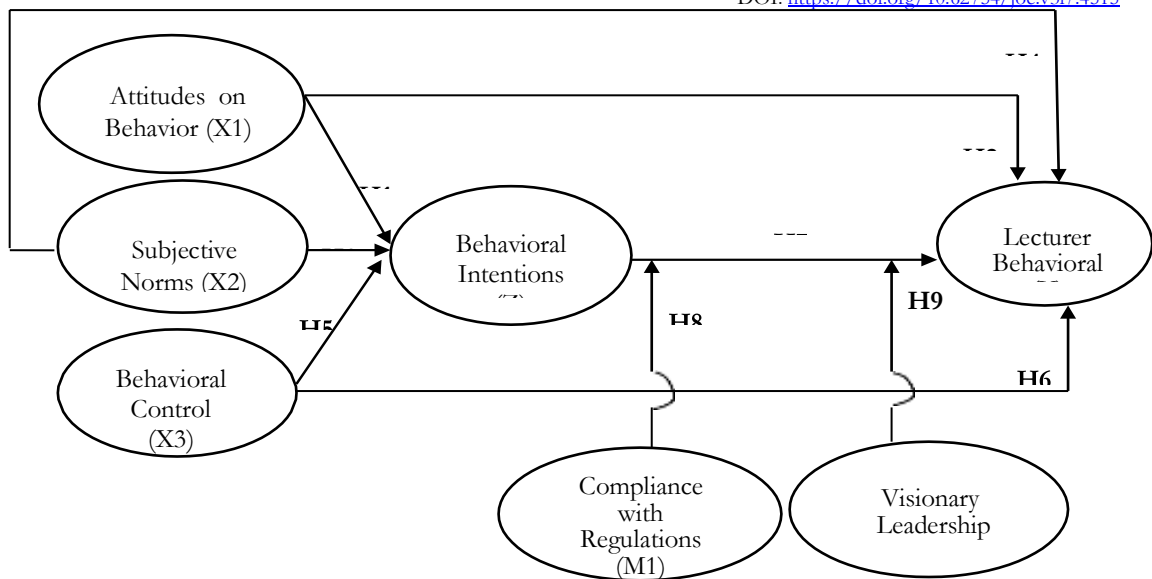 Attitudes on
Behavior (X1)
Subjective
Norms (X2)
Behavioral
Control
(X3)
Behavioral
Intentions
Lecturer
Behavioral
H5
H8
H9
H6
Compliance
with
Regulations
(M1)
Visionary
Leadership